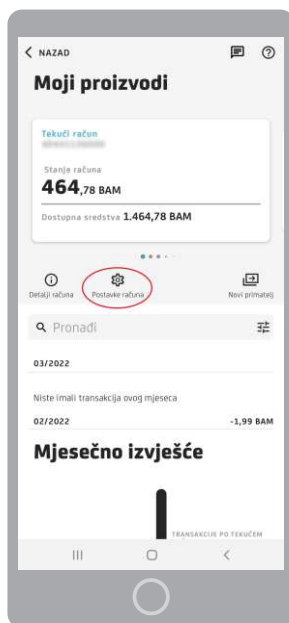 NAZAD
Moji proizvodi
Tekući račun
Stanje računa
464,78 BAM
Dostupna sredstva 1.464,78 BAM
Detalji računa Postavke računa Novi primatelj
Pronađi
03/2022
Niste imali transakcija ovog mjeseca
02/2022 -1,99 BAM
Mjesečno izvješće
TRANSAKCIJE PO TEKUĆEM